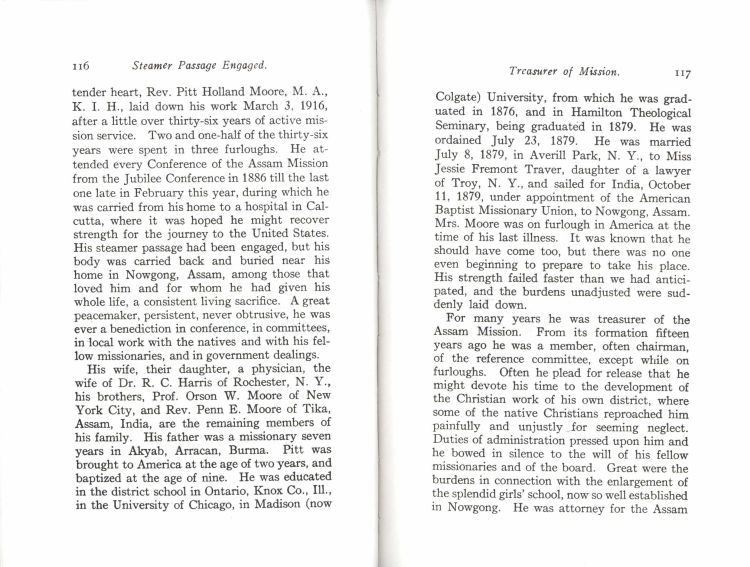 116 Steamer Passage Engaged.
tender heart, Rev. Pitt Holland Moore, M. A.,
K. I. H., laid down his work March 3, 1916,
after a little over thirty-six years of active mis-
sion service. Two and one-half of the thirty-six
years were spent in three furloughs. He at-
tended every Conference of the Assam Mission
from the Jubilee Conference in 1886 till the last
one late in February this year, during which he
was carried from his home to a hospital in Cal-
cutta, where it was hoped he might recover
strength for the journey to the United States.
His steamer passage had been engaged, but his
body was carried back and buried near his
home in Nowgong, Assam, among those that
loved him and for whom he had given his
whole life, a consistent living sacrifice. A great
peacemaker, persistent, never obtrusive, he was
ever a benediction in conference, in committees,
in local work with the natives and with his fel-
low missionaries, and in government dealings.
His wife, their daughter, a physician, the
wife of Dr. R. C. Harris of Rochester, N. Y.,
his brothers, Prof. Orson W. Moore of New
York City, and Rev. Penn E. Moore of Tika,
Assam, India, are the remaining members of
his family. His father was a missionary seven
years in Akyab, Arracan, Burma. Pitt was
brought to America at the age of two years, and
baptized at the age of nine. He was educated
in the district school in Ontario, Knox Co., Ill.,
in the University of Chicago, in Madison (now
Treasurer of Mission. 117
Colgate) University, from which he was grad-
uated in 1876, and in Hamilton Theological
Seminary, being graduated in 1879. He was
ordained July 23, 1879. He was married
July 8, 1879, in Averill Park, N. Y., to Miss
Jessie Fremont Traver, daughter of a lawyer
of Troy, N. Y., and sailed for India, October
11, 1879, under appointment of the American
Baptist Missionary Union, to Nowgong, Assam.
Mrs. Moore was on furlough in America at the
time of his last illness. It was known that he
should have come too, but there was no one
even beginning to prepare to take his place.
His strength failed faster than we had antici-
pated, and the burdens unadjusted were sud-
denly laid down.
For many years he was treasurer of the
Assam Mission. From its formation fifteen
years ago he was a member, often chairman,
of the reference committee, except while on
furloughs. Often he plead for release that he
might devote his time to the development of
the Christian work of his own district, where
some of the native Christians reproached him
painfully and unjustly for seeming neglect.
Duties of administration pressed upon him and
he bowed in silence to the will of his fellow
missionaries and of the board. Great were the
burdens in connection with the enlargement of
the splendid girls' school, now so well established
in Nowgong. He was attorney for the Assam